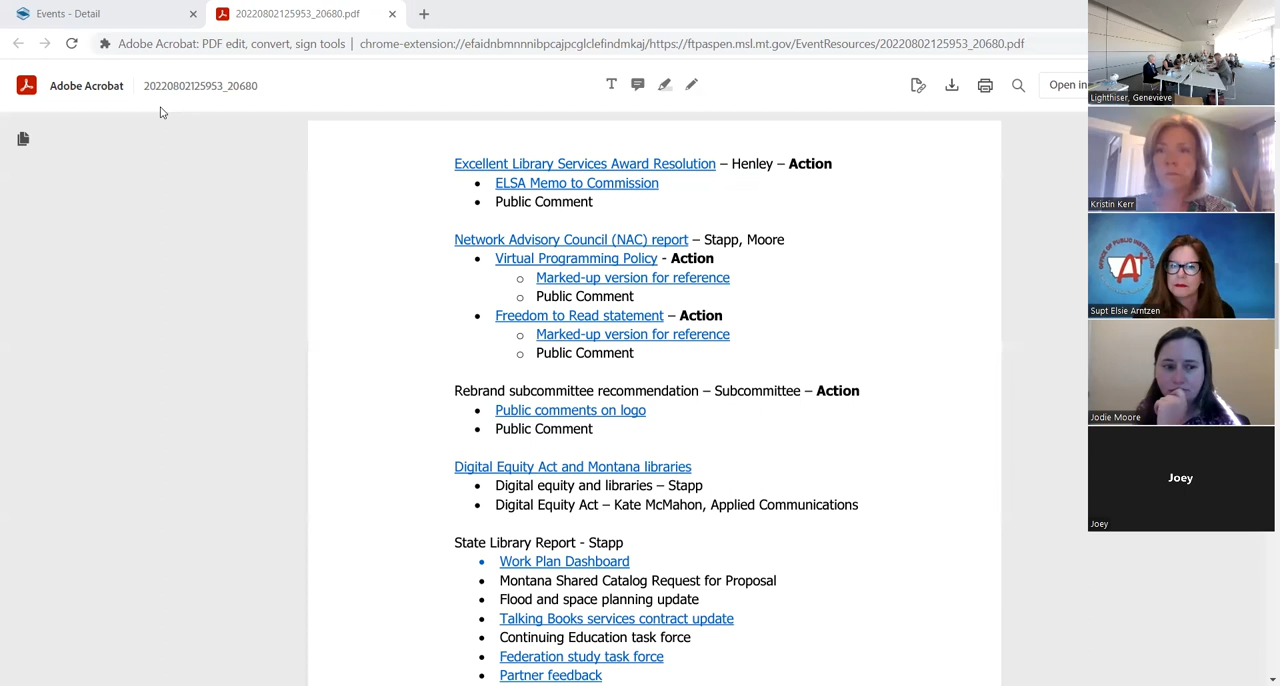 Events - Detail
20220802125953_20680.pdf
Adobe Acrobat: PDF edit, convert, sign tools | chrome-extension://efaidnbmnnnibpcajpcglclefindmkaj/https://ftpaspen.msl.mt.gov/EventResources/20220802125953_20680.pdf
Adobe Acrobat
20220802125953_20680
T
Open in
Excellent Library Services Award Resolution – Henley – Action
• ELSA Memo to Commission
• Public Comment
Network Advisory Council (NAC) report – Stapp, Moore
• Virtual Programming Policy - Action
o Marked-up version for reference
o Public Comment
• Freedom to Read statement – Action
o Marked-up version for reference
o Public Comment
Rebrand subcommittee recommendation – Subcommittee – Action
• Public comments on logo
• Public Comment
Digital Equity Act and Montana libraries
• Digital equity and libraries – Stapp
• Digital Equity Act – Kate McMahon, Applied Communications
State Library Report - Stapp
• Work Plan Dashboard
• Montana Shared Catalog Request for Proposal
• Flood and space planning update
• Talking Books services contract update
• Continuing Education task force
• Federation study task force
• Partner feedback
Lighthiser, Genevieve
Kristin Kerr
OFFICE OF PUBLIC INSTRUCTION
A+
Supt Elsie Arntzen
Jodie Moore
Joey
Joey